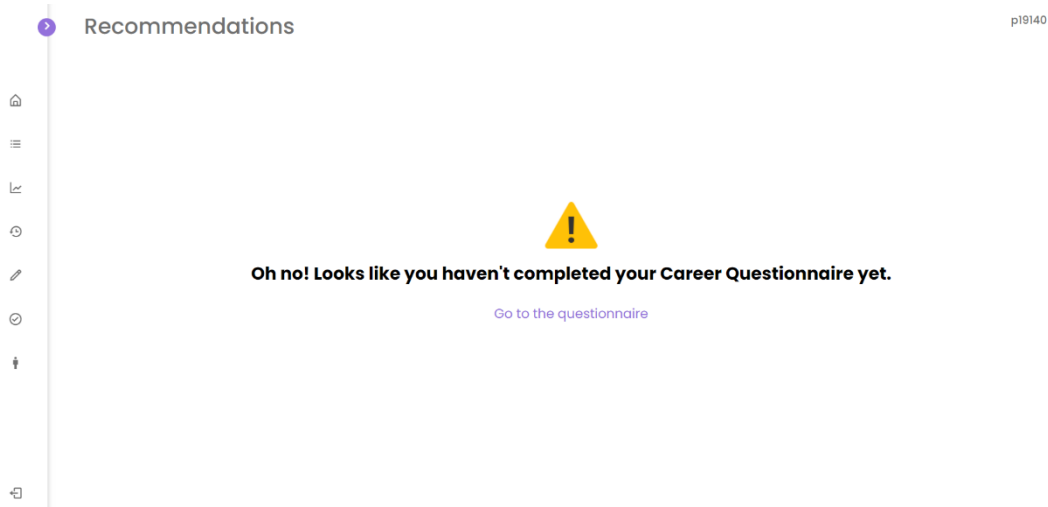 Recommendations
p19140
Oh no! Looks like you haven't completed your Career Questionnaire yet.
Go to the questionnaire